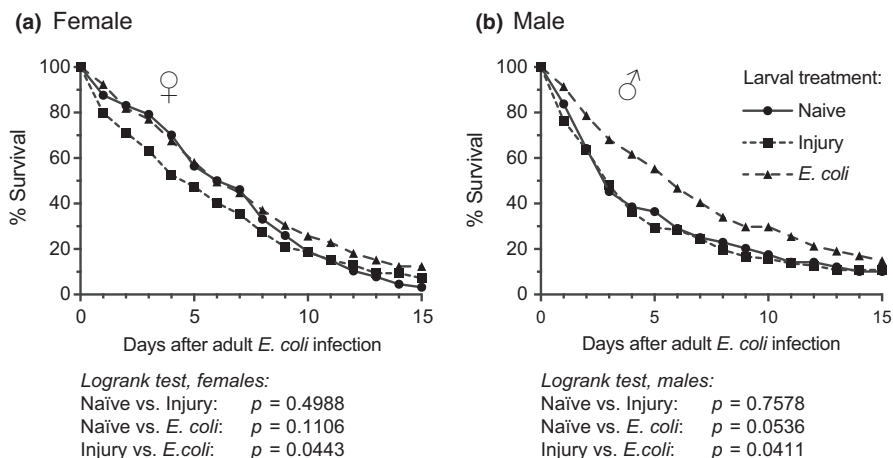 (a) Female
100
80
60
40
20
0
% Survival
♀
0 5 10 15
Days after adult E. coli infection
Logrank test, females:
Naïve vs. Injury: p = 0.4988
Naïve vs. E. coli: p = 0.1106
Injury vs. E.coli: p = 0.0443
(b) Male
100
80
60
40
20
0
% Survival
♂
Larval treatment:
Naive
Injury
E. coli
0 5 10 15
Days after adult E. coli infection
Logrank test, males:
Naïve vs. Injury: p = 0.7578
Naïve vs. E. coli: p = 0.0536
Injury vs. E.coli: p = 0.0411